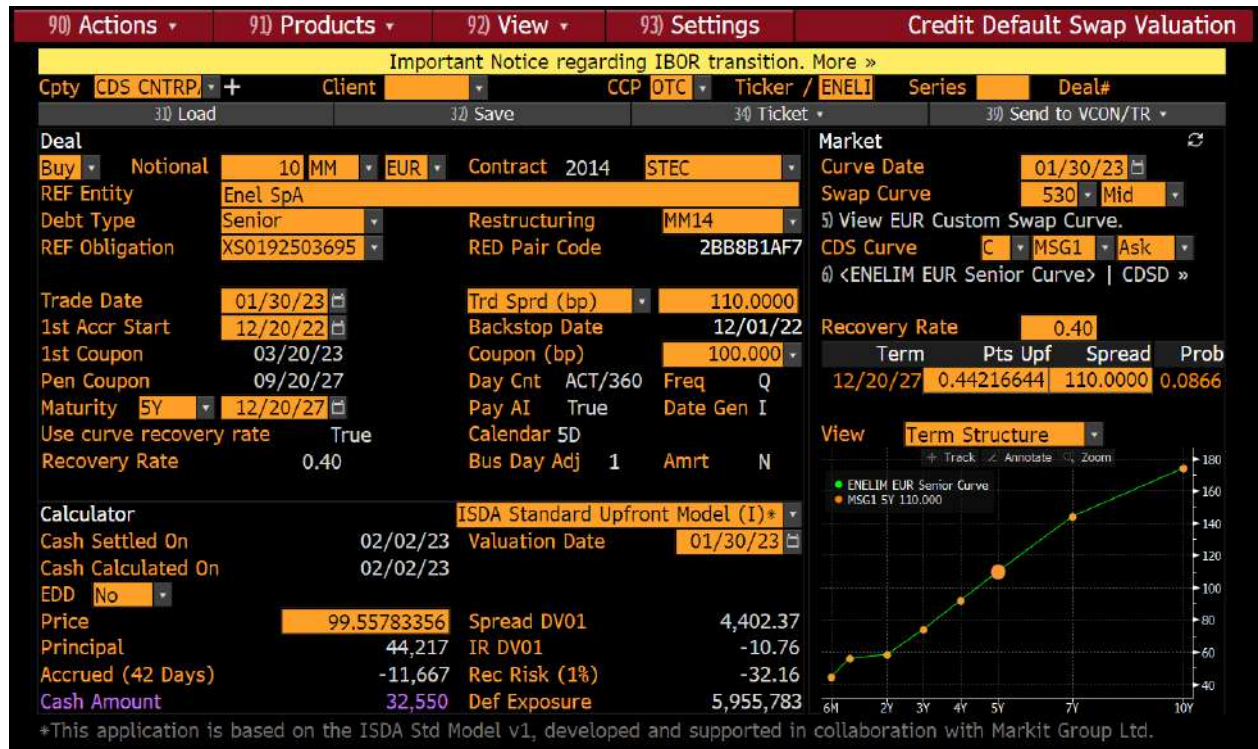 90) Actions 91) Products 92) View 93) Settings Credit Default Swap Valuation
Important Notice regarding IBOR transition. More »
Cpty CDS CNTRP/ + Client CCP OTC Ticker / ENELI Series Deal#
31) Load 32) Save 34) Ticket 39) Send to VCON/TR
Deal
Buy Notional 10 MM EUR Contract 2014 STEC
REF Entity Enel SpA
Debt Type Senior Restructuring MM14
REF Obligation XS0192503695 RED Pair Code 2BB8B1AF7
Trade Date 01/30/23 Trd Sprd (bp) 110.0000
1st Accr Start 12/20/22 Backstop Date 12/01/22
1st Coupon 03/20/23 Coupon (bp) 100.000
Pen Coupon 09/20/27 Day Cnt ACT/360 Freq Q
Maturity 5Y 12/20/27 Pay AI True Date Gen I
Use curve recovery rate True Calendar 5D
Recovery Rate 0.40 Bus Day Adj 1 Amrt N
Market
Curve Date 01/30/23
Swap Curve 530 Mid
5) View EUR Custom Swap Curve.
CDS Curve C MSG1 Ask
6) <ENELIM EUR Senior Curve> | CDSD »
Recovery Rate 0.40
Term Pts Upf Spread Prob
12/20/27 0.44216644 110.0000 0.0866
View Term Structure
+ Track Annotate Zoom
ENELIM EUR Senior Curve
MSG1 5Y 110.000
180
160
140
120
100
80
60
40
6M 2Y 3Y 4Y 5Y 7Y 10Y
Calculator ISDA Standard Upfront Model (I)*
Cash Settled On 02/02/23 Valuation Date 01/30/23
Cash Calculated On 02/02/23
EDD No
Price 99.55783356 Spread DV01 4,402.37
Principal 44,217 IR DV01 -10.76
Accrued (42 Days) -11,667 Rec Risk (1%) -32.16
Cash Amount 32,550 Def Exposure 5,955,783
*This application is based on the ISDA Std Model v1, developed and supported in collaboration with Markit Group Ltd.